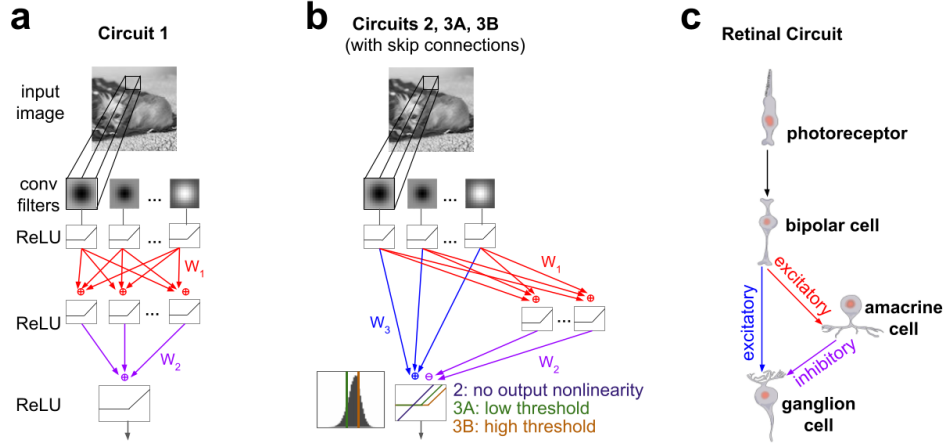 a
Circuit 1
input
image
conv
filters
...
ReLU
...
W1
⊕ ⊕ ⊕
ReLU
...
W2
⊕
ReLU
b
Circuits 2, 3A, 3B
(with skip connections)
...
...
W1
⊕ ⊕
W3
...
W2
⊕ ⊖
2: no output nonlinearity
3A: low threshold
3B: high threshold
c
Retinal Circuit
photoreceptor
bipolar cell
excitatory
excitatory
amacrine
cell
inhibitory
ganglion
cell